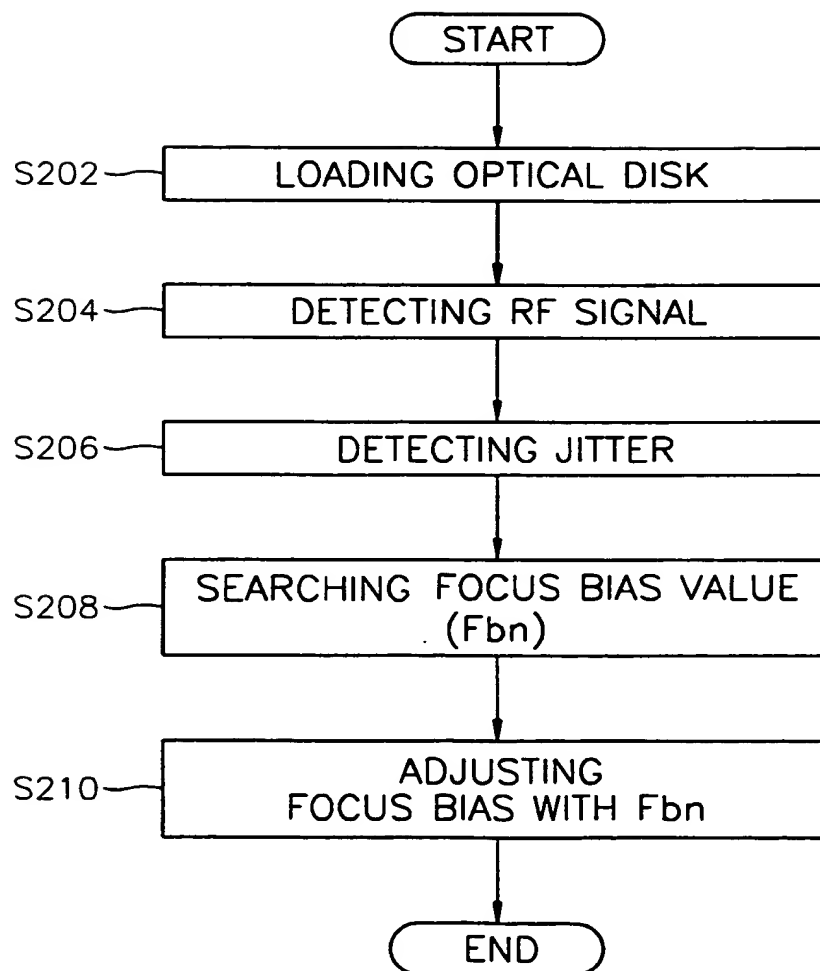 START
S202 LOADING OPTICAL DISK
S204 DETECTING RF SIGNAL
S206 DETECTING JITTER
S208 SEARCHING FOCUS BIAS VALUE
(Fbn)
S210 ADJUSTING
FOCUS BIAS WITH Fbn
END